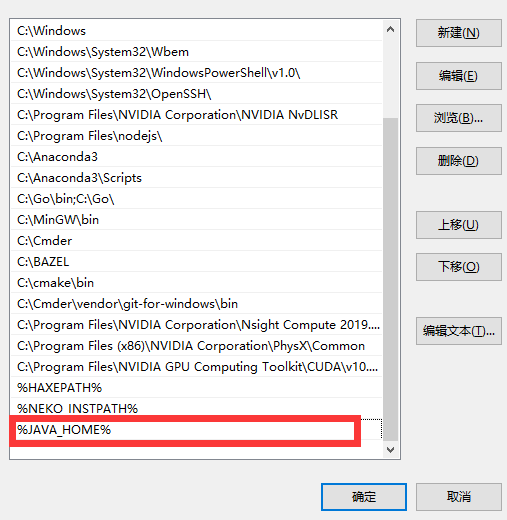 C:\Windows
C:\Windows\System32\Wbem
C:\Windows\System32\WindowsPowerShell\v1.0\
C:\Windows\System32\OpenSSH\
C:\Program Files\NVIDIA Corporation\NVIDIA NvDLISR
C:\Program Files\nodejs\
C:\Anaconda3
C:\Anaconda3\Scripts
C:\Go\bin;C:\Go\
C:\MinGW\bin
C:\Cmder
C:\BAZEL
C:\cmake\bin
C:\Cmder\vendor\git-for-windows\bin
C:\Program Files\NVIDIA Corporation\Nsight Compute 2019....
C:\Program Files (x86)\NVIDIA Corporation\PhysX\Common
C:\Program Files\NVIDIA GPU Computing Toolkit\CUDA\v10....
%HAXEPATH%
%NEKO_INSTPATH%
%JAVA_HOME%
新建(N)
编辑(E)
浏览(B)...
删除(D)
上移(U)
下移(O)
编辑文本(T)...
确定
取消